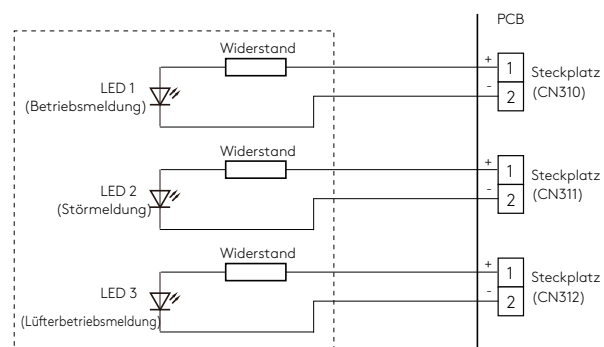 PCB
Widerstand
LED 1
(Betriebsmeldung)
+
-
1
2
Steckplatz
(CN310)
Widerstand
LED 2
(Störmeldung)
+
-
1
2
Steckplatz
(CN311)
Widerstand
LED 3
(Lüfterbetriebsmeldung)
+
-
1
2
Steckplatz
(CN312)